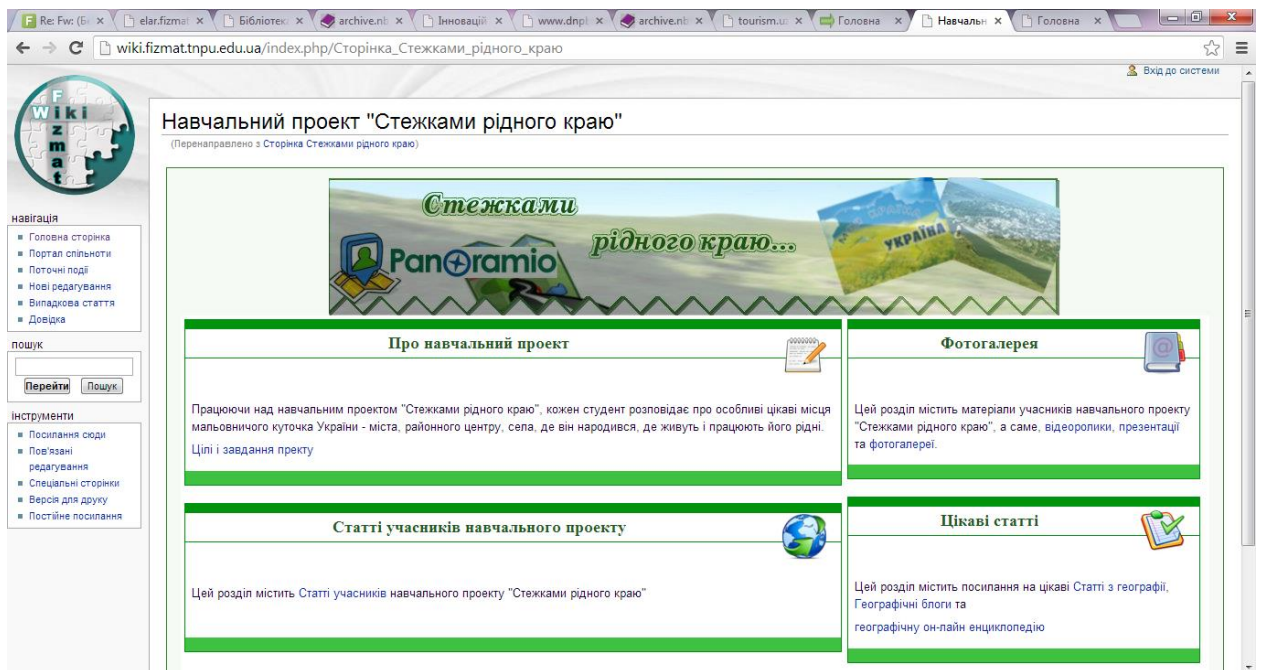 Re: Fw: (Бе
elar.fizmat
Бібліотека
archive.nb
Інновацій
www.dnpb
archive.nb
tourism.u
Головна
Навчальн
Головна
wiki.fizmat.tnpu.edu.ua/index.php/Сторінка_Стежками_рідного_краю
Вхід до системи
Wiki
Fizmat
Навчальний проект "Стежками рідного краю"
(Перенаправлено з Сторінка Стежками рідного краю)
Стежками
рідного краю...
Panoramio
УКРАЇНА
навігація
Головна сторінка
Портал спільноти
Поточні події
Нові редагування
Випадкова стаття
Довідка
пошук
Перейти Пошук
інструменти
Посилання сюди
Пов'язані
редагування
Спеціальні сторінки
Версія для друку
Постійне посилання
Про навчальний проект
Працюючи над навчальним проектом "Стежками рідного краю", кожен студент розповідає про особливі цікаві місця
мальовничого куточка України - міста, районного центру, села, де він народився, де живуть і працюють його рідні.
Цілі і завдання пректу
Фотогалерея
Цей розділ містить матеріали учасників навчального проекту
"Стежками рідного краю", а саме, відеоролики, презентації
та фотогалереї.
Статті учасників навчального проекту
Цей розділ містить Статті учасників навчального проекту "Стежками рідного краю"
Цікаві статті
Цей розділ містить посилання на цікаві Статті з географії,
Географічні блоги та
географічну он-лайн енциклопедію